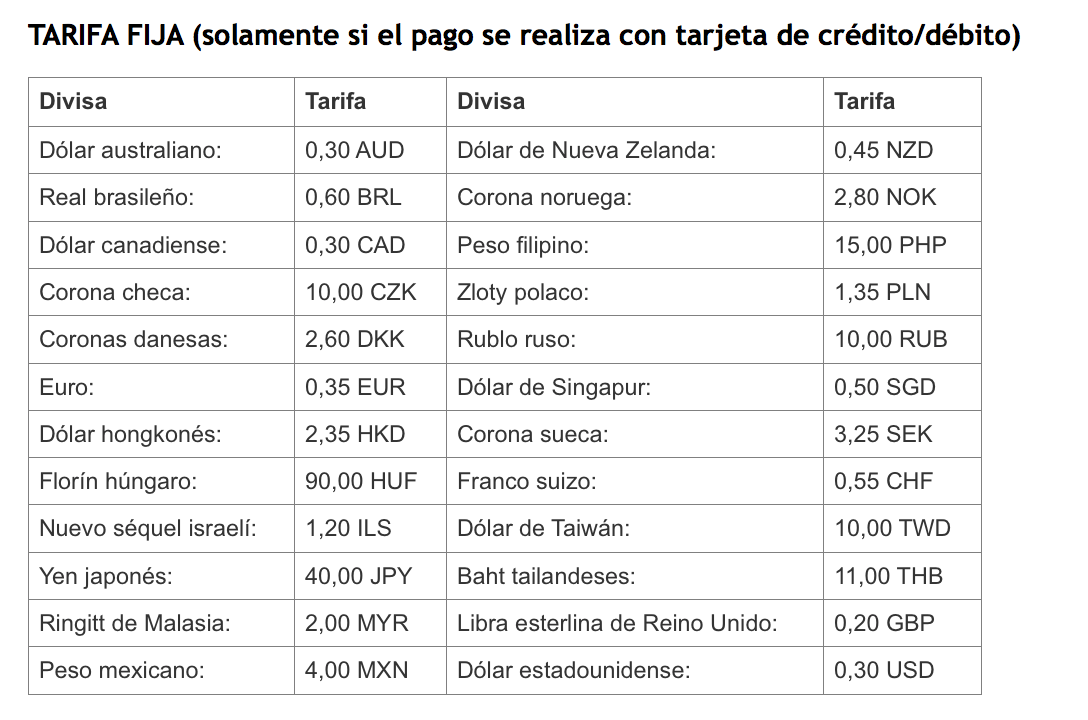 TARIFA FIJA (solamente si el pago se realiza con tarjeta de crédito/débito)
Divisa Tarifa Divisa Tarifa
Dólar australiano: 0,30 AUD Dólar de Nueva Zelanda: 0,45 NZD
Real brasileño: 0,60 BRL Corona noruega: 2,80 NOK
Dólar canadiense: 0,30 CAD Peso filipino: 15,00 PHP
Corona checa: 10,00 CZK Zloty polaco: 1,35 PLN
Coronas danesas: 2,60 DKK Rublo ruso: 10,00 RUB
Euro: 0,35 EUR Dólar de Singapur: 0,50 SGD
Dólar hongkonés: 2,35 HKD Corona sueca: 3,25 SEK
Florín húngaro: 90,00 HUF Franco suizo: 0,55 CHF
Nuevo séquel israelí: 1,20 ILS Dólar de Taiwán: 10,00 TWD
Yen japonés: 40,00 JPY Baht tailandeses: 11,00 THB
Ringitt de Malasia: 2,00 MYR Libra esterlina de Reino Unido: 0,20 GBP
Peso mexicano: 4,00 MXN Dólar estadounidense: 0,30 USD